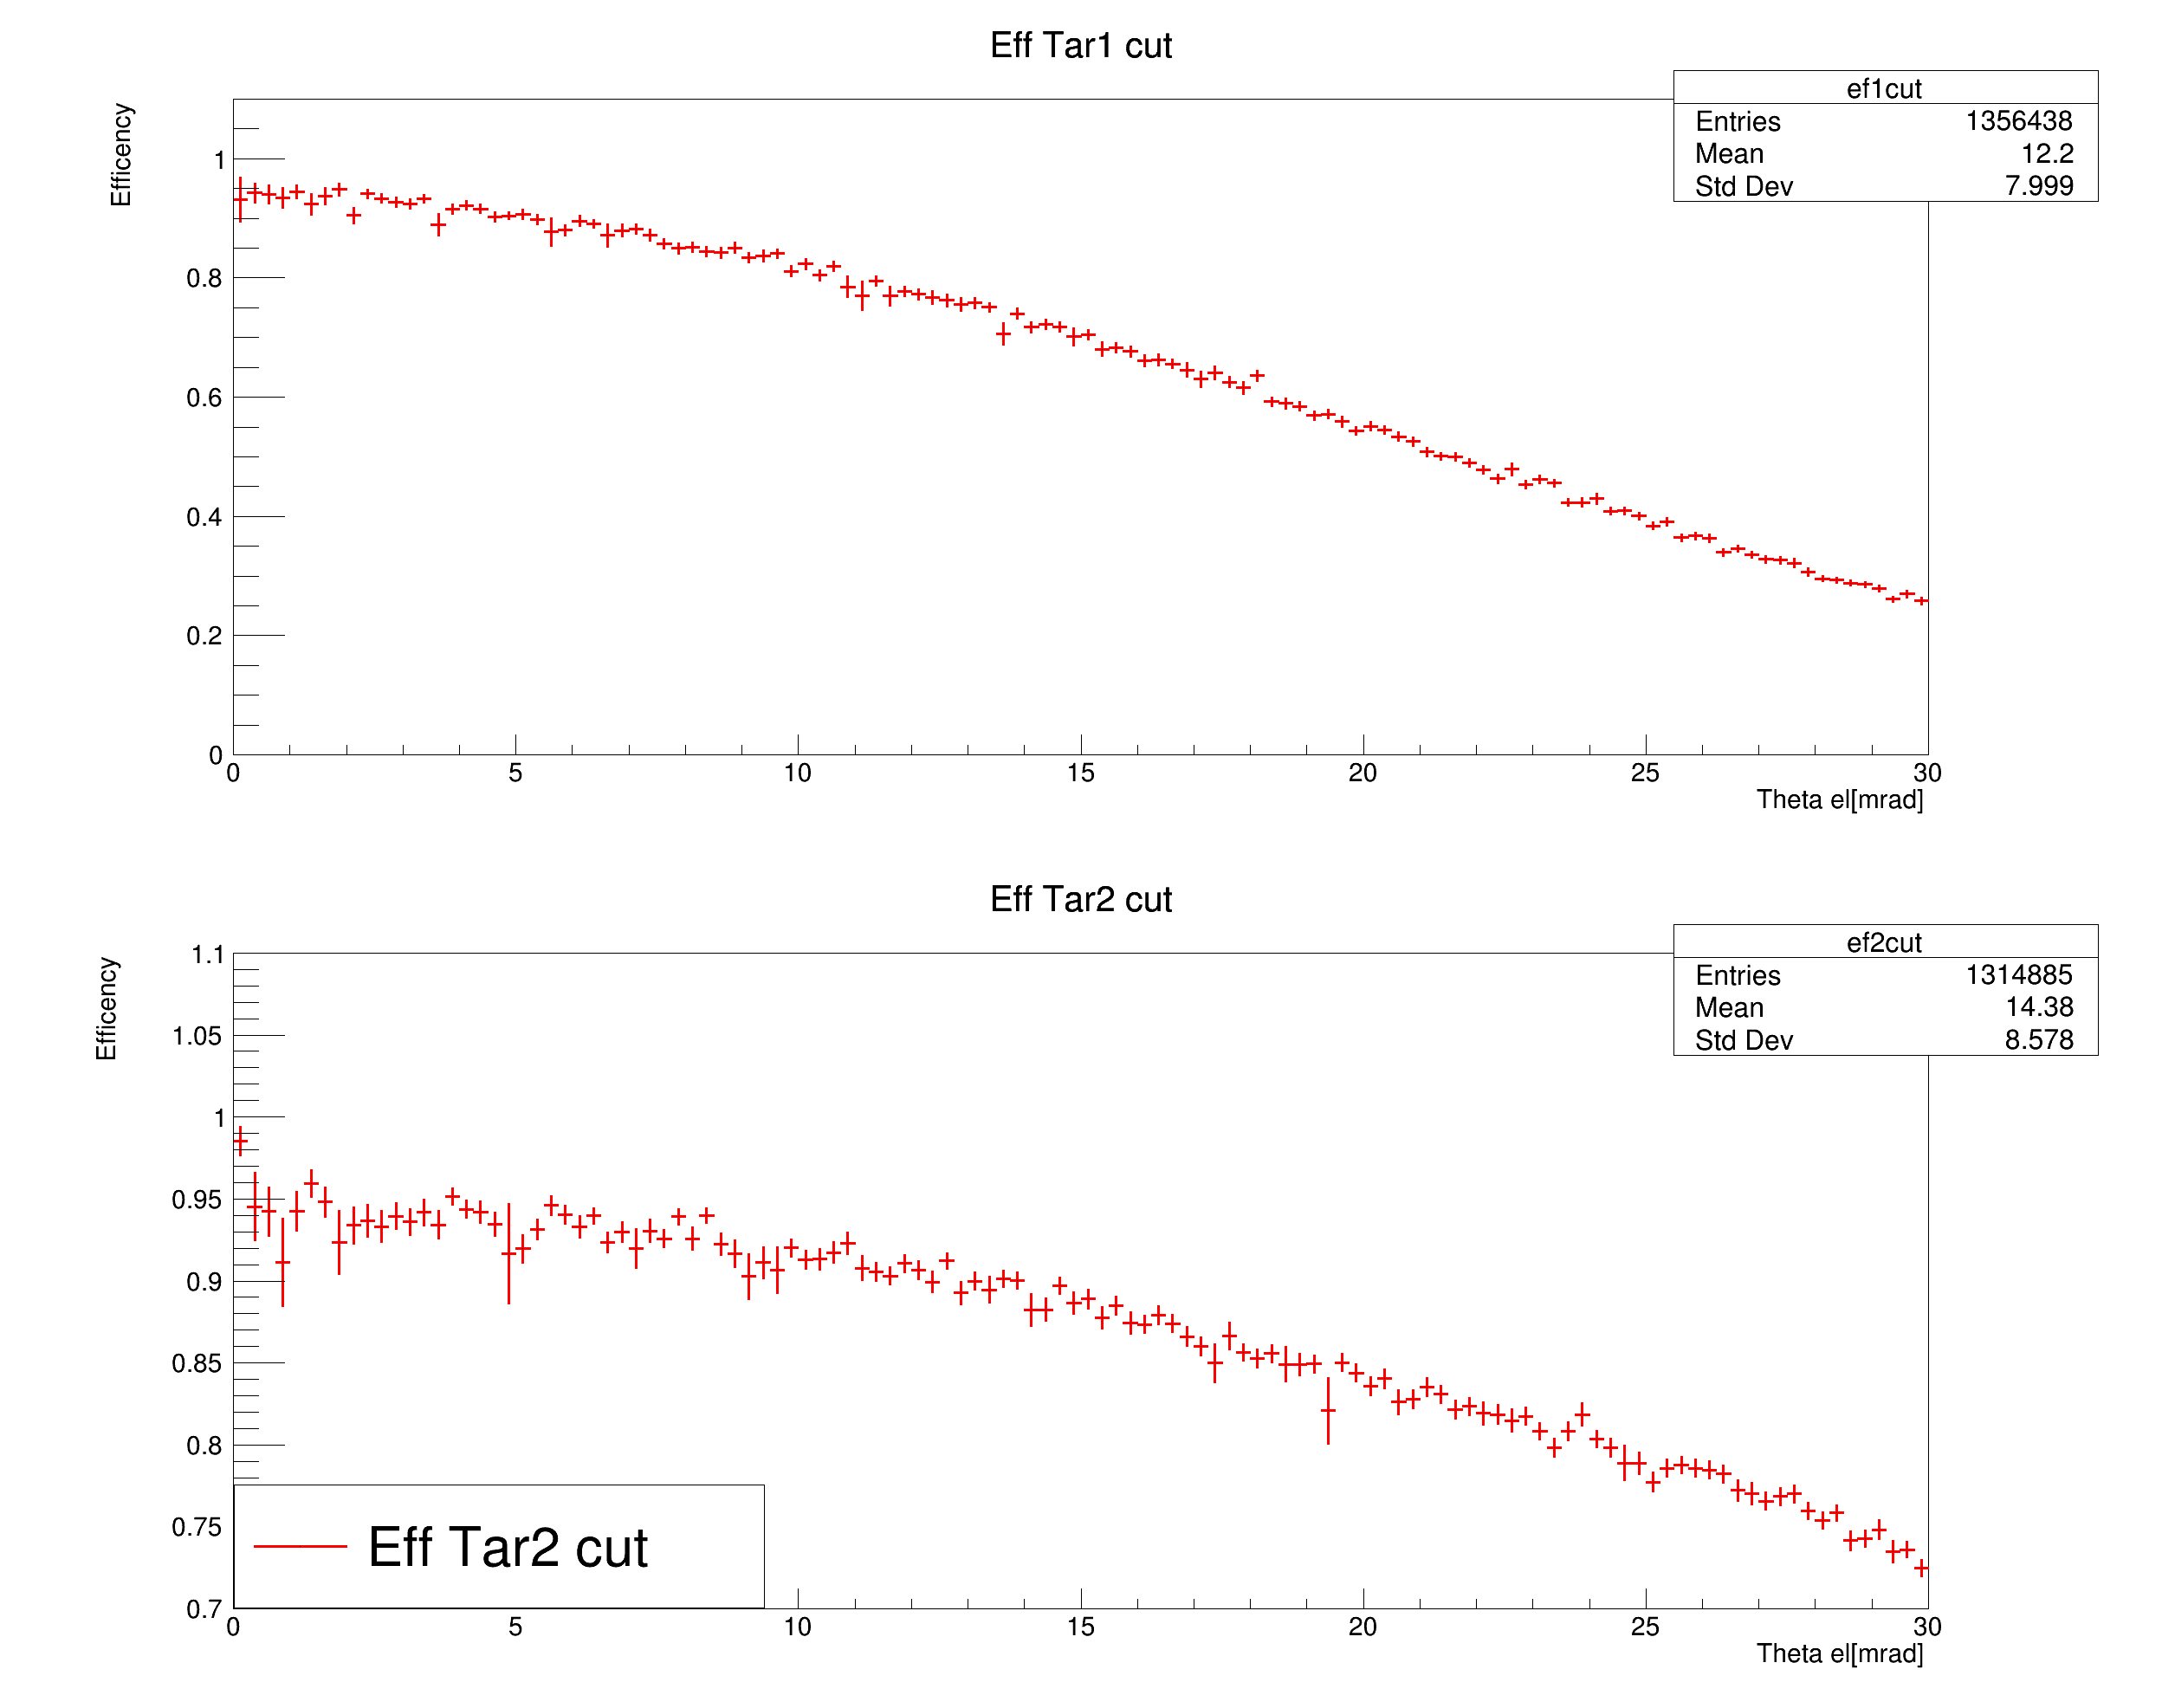 Eff Tar1 cut
ef1cut
Entries 1356438
Mean 12.2
Std Dev 7.999
Efficency
1
0.8
0.6
0.4
0.2
0
0 5 10 15 20 25 30
Theta el[mrad]
Eff Tar2 cut
ef2cut
Entries 1314885
Mean 14.38
Std Dev 8.578
Efficency
1.1
1.05
1
0.95
0.9
0.85
0.8
0.75
0.7
Eff Tar2 cut
0 5 10 15 20 25 30
Theta el[mrad]